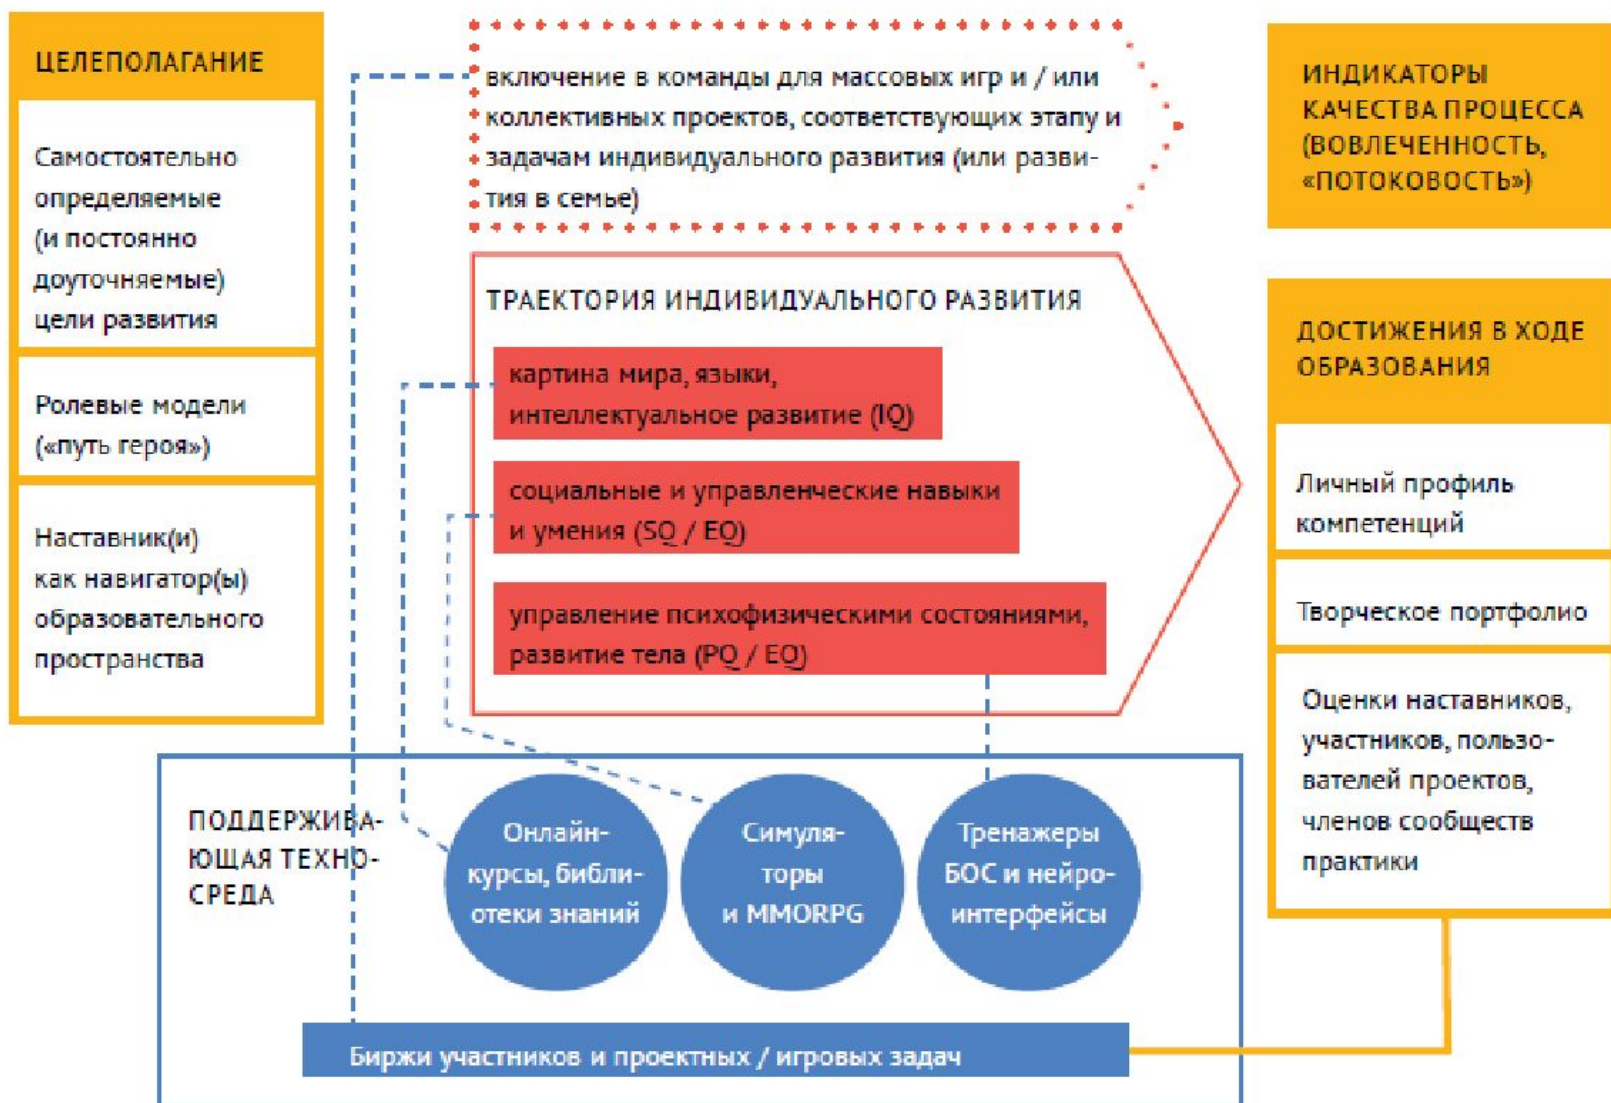 ЦЕЛЕПОЛАГАНИЕ
Самостоятельно
определяемые
(и постоянно
доуточняемые)
цели развития
Ролевые модели
(«путь героя»)
Наставник(и)
как навигатор(ы)
образовательного
пространства
включение в команды для массовых игр и / или
коллективных проектов, соответствующих этапу и
задачам индивидуального развития (или разви-
тия в семье)
ТРАЕКТОРИЯ ИНДИВИДУАЛЬНОГО РАЗВИТИЯ
картина мира, языки,
интеллектуальное развитие (IQ)
социальные и управленческие навыки
и умения (SQ / EQ)
управление психофизическими состояниями,
развитие тела (PQ / EQ)
ИНДИКАТОРЫ
КАЧЕСТВА ПРОЦЕССА
(ВОВЛЕЧЕННОСТЬ,
«ПОТОКОВОСТЬ»)
ДОСТИЖЕНИЯ В ХОДЕ
ОБРАЗОВАНИЯ
Личный профиль
компетенций
Творческое портфолио
Оценки наставников,
участников, пользо-
вателей проектов,
членов сообществ
практики
ПОДДЕРЖИВА-
ЮЩАЯ ТЕХНО-
СРЕДА
Онлайн-
курсы, библи-
отеки знаний
Симуля-
торы
и MMORPG
Тренажеры
БОС и нейро-
интерфейсы
Биржи участников и проектных / игровых задач